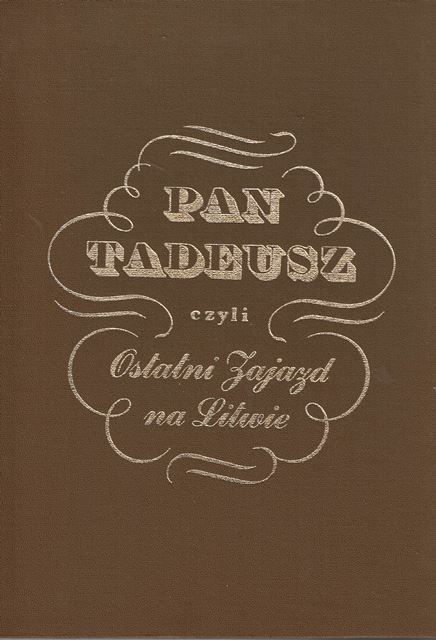 PAN
TADEUSZ
czyli
Ostatni Zajazd
na Litwie